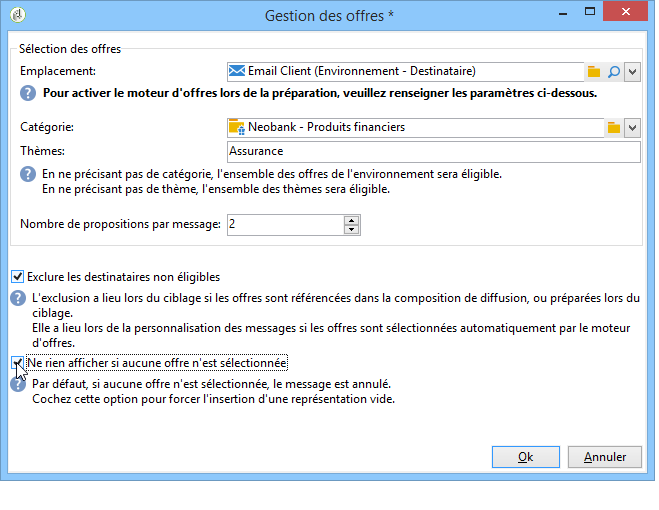 Gestion des offres *
Sélection des offres
Emplacement:
Email Client (Environnement - Destinataire)
Pour activer le moteur d'offres lors de la préparation, veuillez renseigner les paramètres ci-dessous.
Catégorie:
Neobank - Produits financiers
Thèmes:
Assurance
En ne précisant pas de catégorie, l'ensemble des offres de l'environnement sera éligible.
En ne précisant pas de thème, l'ensemble des thèmes sera éligible.
Nombre de propositions par message:
2
Exclure les destinataires non éligibles
L'exclusion a lieu lors du ciblage si les offres sont référencées dans la composition de diffusion, ou préparées lors du
ciblage.
Elle a lieu lors de la personnalisation des messages si les offres sont sélectionnées automatiquement par le moteur
d'offres.
Ne rien afficher si aucune offre n'est sélectionnée
Par défaut, si aucune offre n'est sélectionnée, le message est annulé.
Cochez cette option pour forcer l'insertion d'une représentation vide.
Ok
Annuler